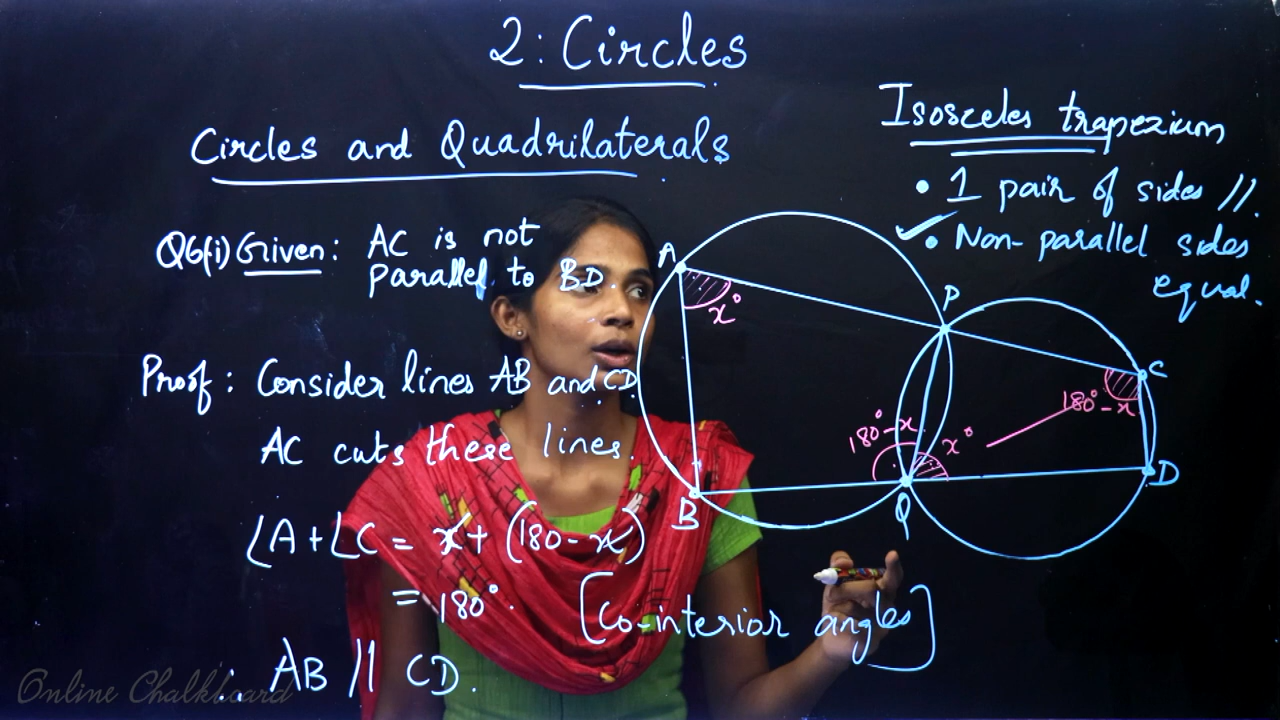 2: Circles
Circles and Quadrilaterals
Q6(i) Given: AC is not
parallel to BD.
Proof: Consider lines AB and CD
AC cuts these lines.
∠A+∠C = x+(180-x)
= 180°. [Co-interior angles]
∴ AB // CD.
Isosceles trapezium
• 1 pair of sides //.
✓ • Non-parallel sides
equal.
A
x°
P
C
180°-x
180°-x
x°
B
Q
D
Online Chalkboard